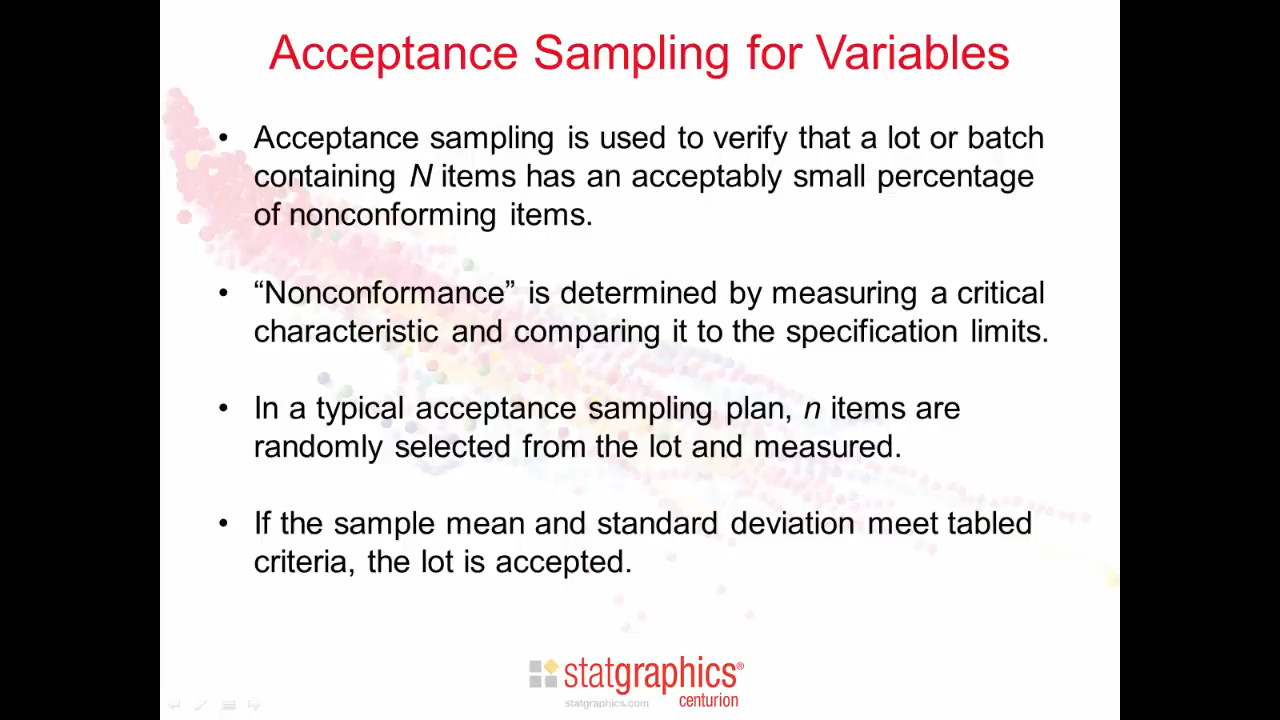 Acceptance Sampling for Variables
• Acceptance sampling is used to verify that a lot or batch
containing N items has an acceptably small percentage
of nonconforming items.
• “Nonconformance” is determined by measuring a critical
characteristic and comparing it to the specification limits.
• In a typical acceptance sampling plan, n items are
randomly selected from the lot and measured.
• If the sample mean and standard deviation meet tabled
criteria, the lot is accepted.
statgraphics®
centurion
statgraphics.com